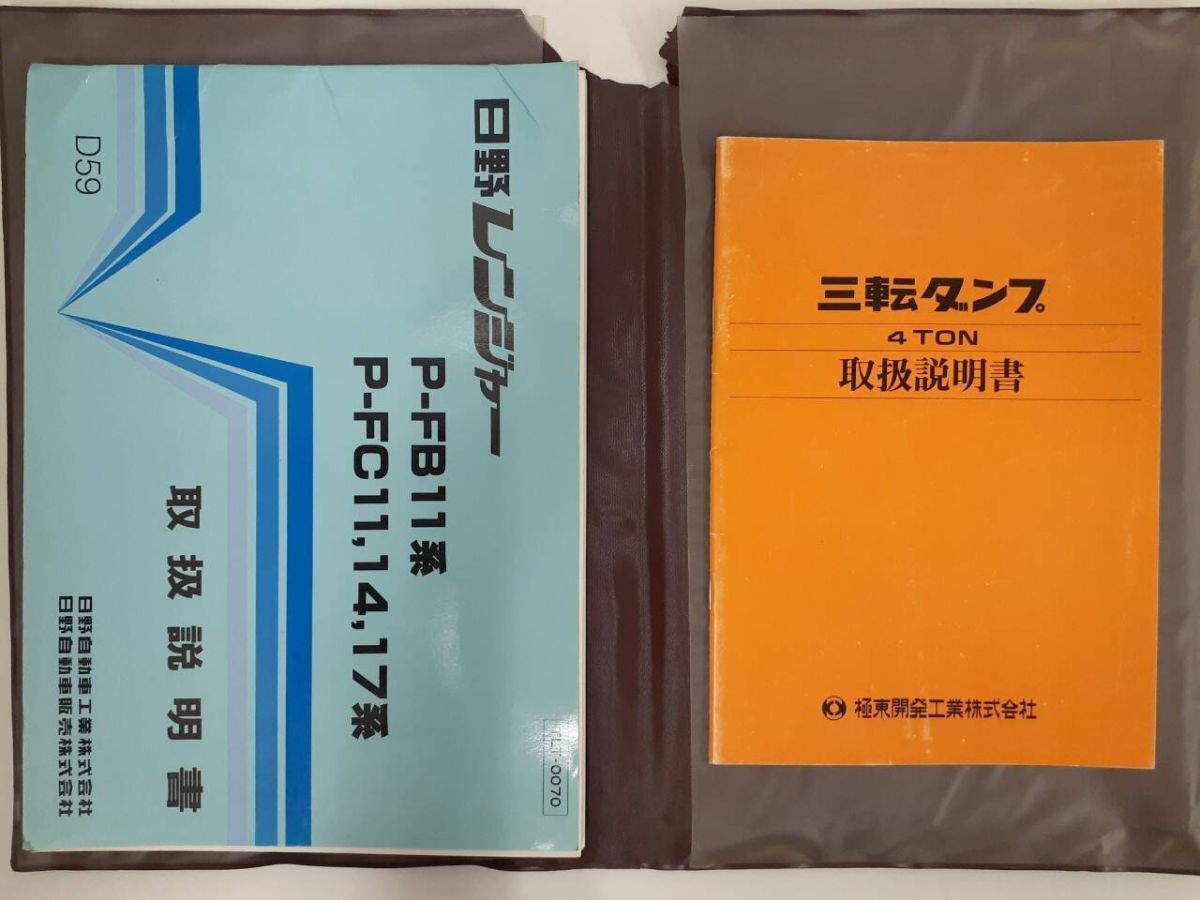 日野レンジャー
P-FB11系
P-FC11,14,17系
取扱説明書
D59
日野自動車工業株式会社
日野自動車販売株式会社
三転ダンプ
4 TON
取扱説明書
極東開発工業株式会社